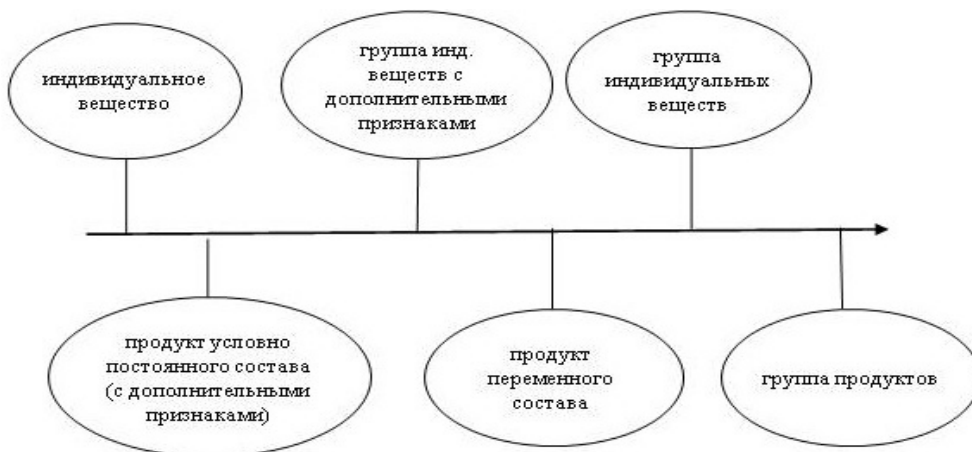 индивидуальное
вещество
группа инд.
веществ с
дополнительными
признаками
группа
индивидуальных
веществ
продукт условно
постоянного состава
(с дополнительными
признаками)
продукт
переменного
состава
группа продуктов